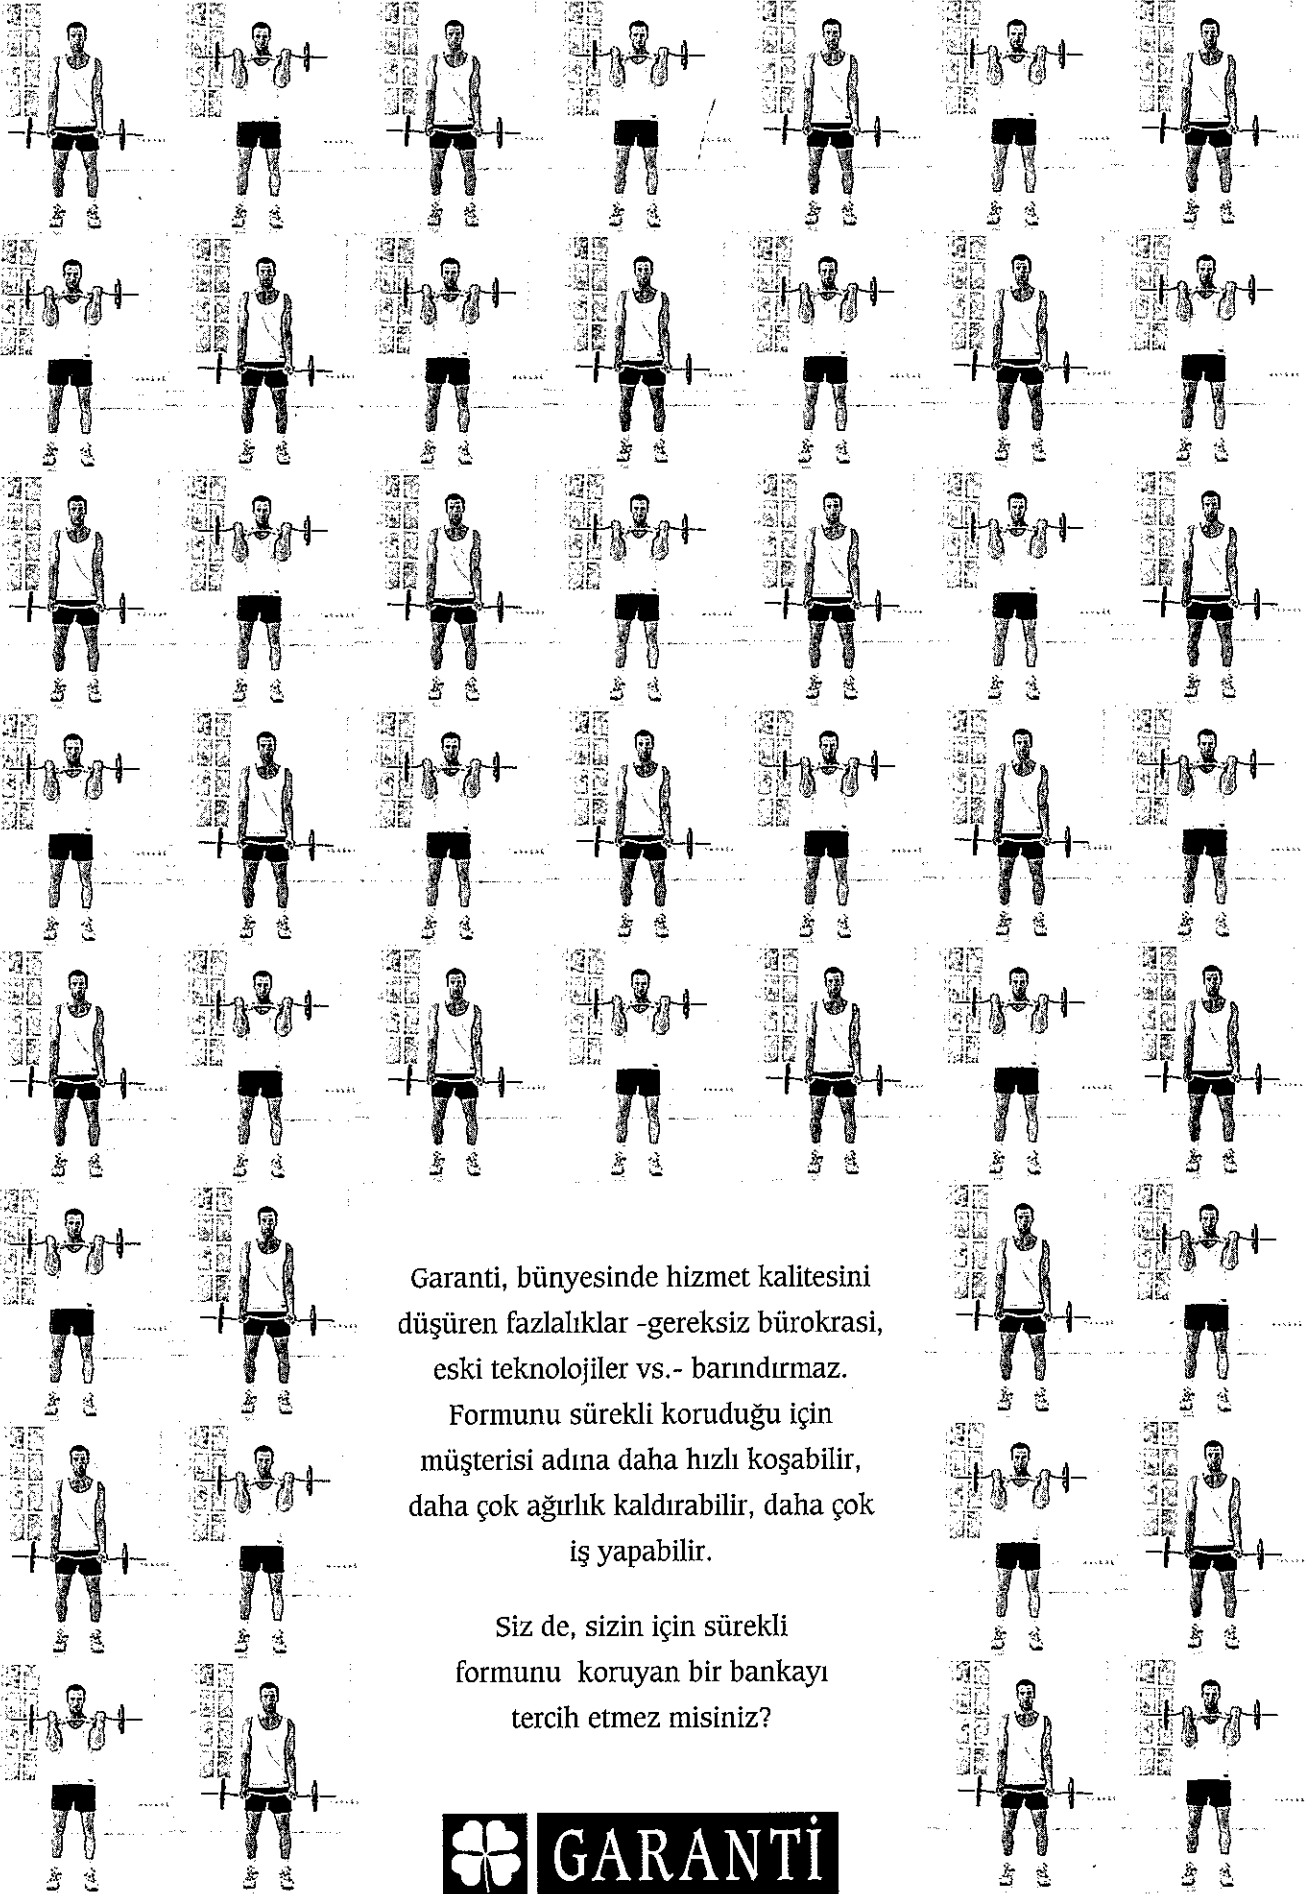 Garanti, bünyesinde hizmet kalitesini
düşüren fazlalıklar -gereksiz bürokrasi,
eski teknolojiler vs.- barındırmaz.
Formunu sürekli koruduğu için
müşterisi adına daha hızlı koşabilir,
daha çok ağırlık kaldırabilir, daha çok
iş yapabilir.
Siz de, sizin için sürekli
formunu koruyan bir bankayı
tercih etmez misiniz?
GARANTİ